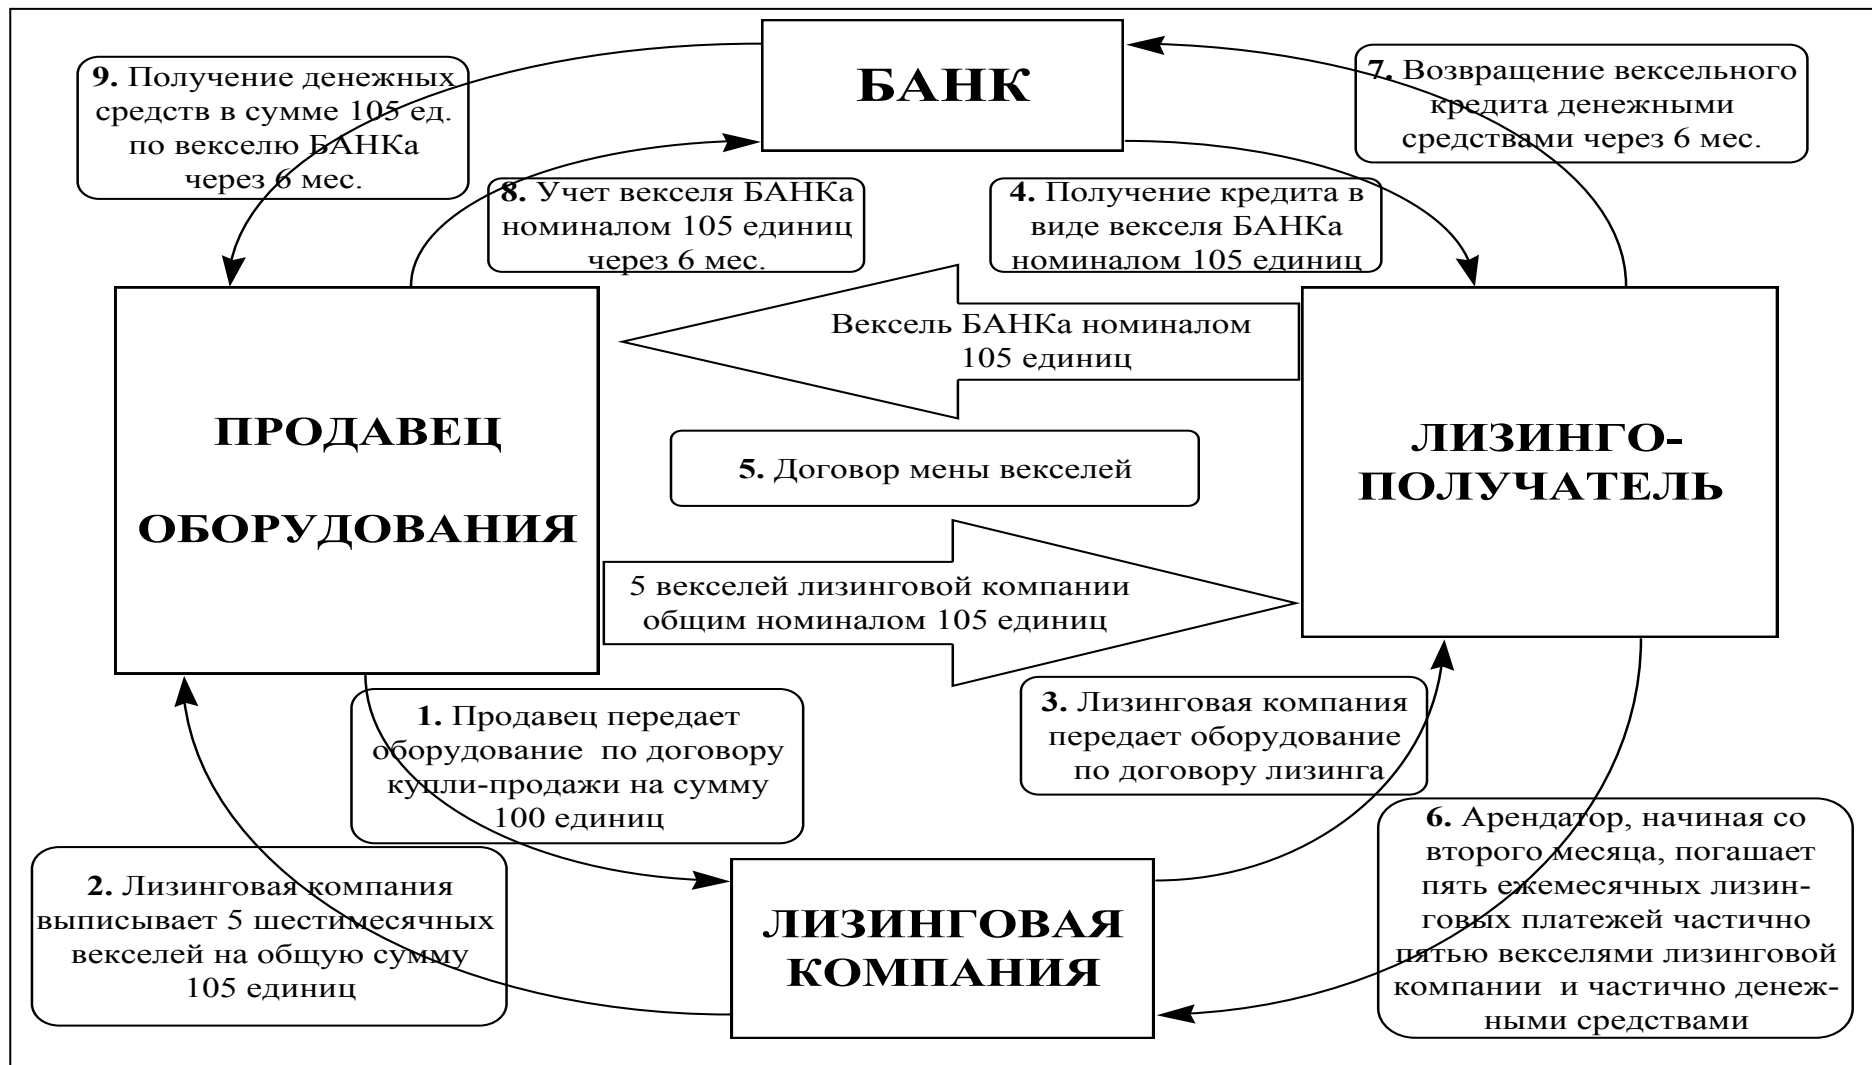 БАНК
9. Получение денежных
средств в сумме 105 ед.
по векселю БАНКа
через 6 мес.
7. Возвращение вексельного
кредита денежными
средствами через 6 мес.
8. Учет векселя БАНКа
номиналом 105 единиц
через 6 мес.
4. Получение кредита в
виде векселя БАНКа
номиналом 105 единиц
Вексель БАНКа номиналом
105 единиц
ПРОДАВЕЦ
ОБОРУДОВАНИЯ
5. Договор мены векселей
ЛИЗИНГО-
ПОЛУЧАТЕЛЬ
5 векселей лизинговой компании
общим номиналом 105 единиц
1. Продавец передает
оборудование по договору
купли-продажи на сумму
100 единиц
3. Лизинговая компания
передает оборудование
по договору лизинга
2. Лизинговая компания
выписывает 5 шестимесячных
векселей на общую сумму
105 единиц
ЛИЗИНГОВАЯ
КОМПАНИЯ
6. Арендатор, начиная со
второго месяца, погашает
пять ежемесячных лизин-
говых платежей частично
пятью векселями лизинговой
компании и частично денеж-
ными средствами